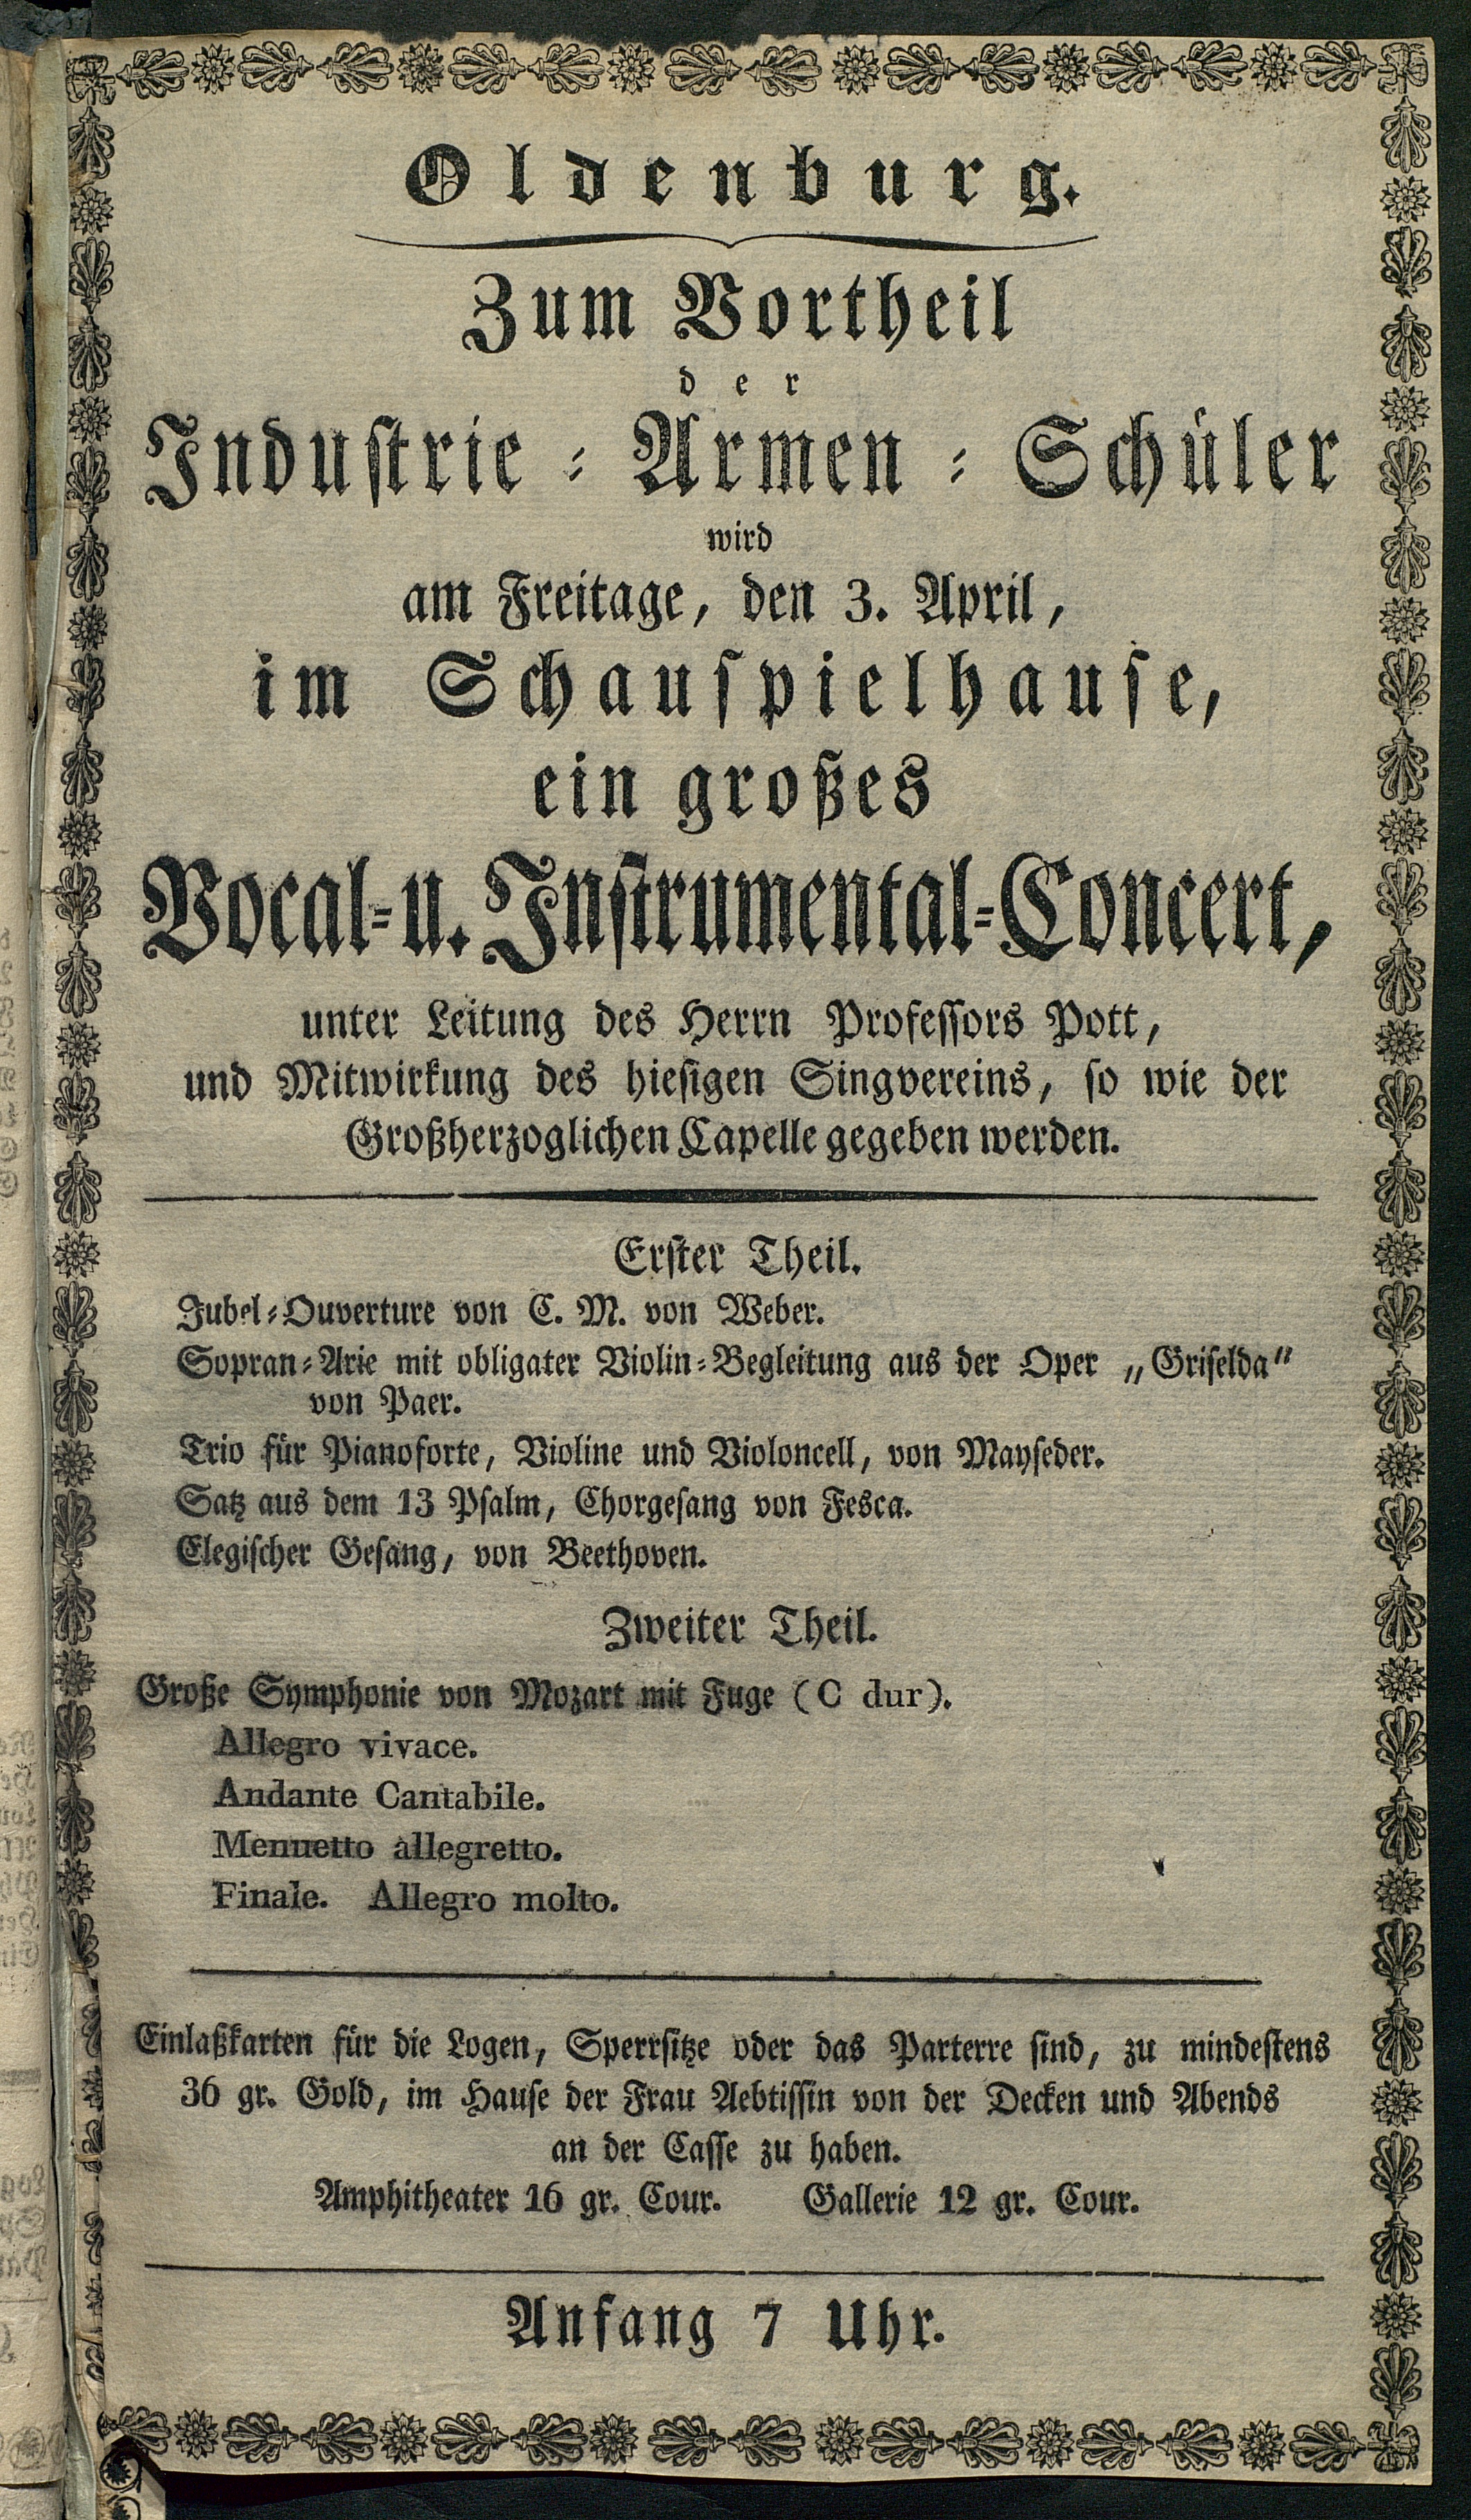 Oldenburg.
Zum Vortheil
der
Industrie-Armen-Schüler
wird
am Freitage, den 3. April,
im Schauspielhause,
ein großes
Vocal- u. Instrumental-Concert,
unter Leitung des Herrn Professors Pott,
und Mitwirkung des hiesigen Singvereins, so wie der
Großherzoglichen Capelle gegeben werden.
Erster Theil.
Jubel-Ouverture von C. M. von Weber.
Sopran-Arie mit obligater Violin-Begleitung aus der Oper „Griselda“
von Paer.
Trio für Pianoforte, Violine und Violoncell, von Mayseder.
Satz aus dem 13 Psalm, Chorgesang von Fesca.
Elegischer Gesang, von Beethoven.
Zweiter Theil.
Große Symphonie von Mozart mit Fuge (C dur).
Allegro vivace.
Andante Cantabile.
Menuetto allegretto.
Finale. Allegro molto.
Einlaßkarten für die Logen, Sperrsitze oder das Parterre sind, zu mindestens
36 gr. Gold, im Hause der Frau Aebtissin von der Decken und Abends
an der Casse zu haben.
Amphitheater 16 gr. Cour. Gallerie 12 gr. Cour.
Anfang 7 Uhr.